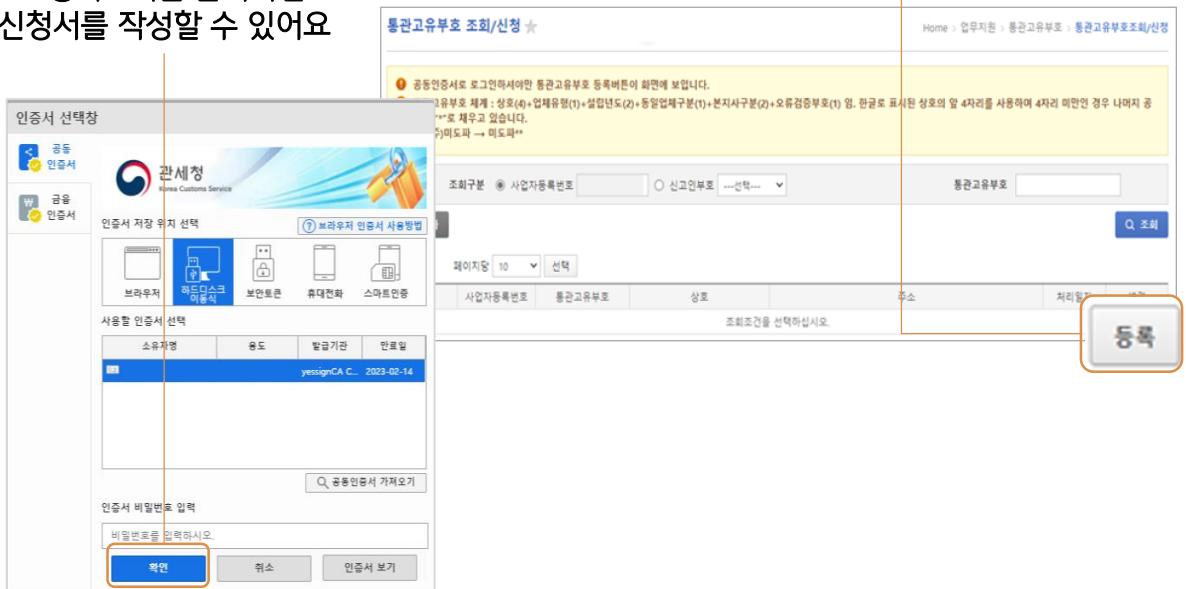 신청서를 작성할 수 있어요
통관고유부호 조회/신청
Home > 업무지원 > 통관고유부호 > 통관고유부호조회/신청
공동인증서로 로그인하셔야만 통관고유부호 등록버튼이 화면에 보입니다.
고유부호 체계 : 상호(4)+업체유형(1)+설립년도(2)+동일업체구분(1)+본지사구분(2)+오류검증부호(1) 임. 한글로 표시된 상호의 앞 4자리를 사용하며 4자리 미만인 경우 나머지 공
"*"로 채우고 있습니다.
미도파 → 미도파**
조회구분 사업자등록번호 신고인부호 ---선택--- 통관고유부호
조회
페이지당 10 선택
사업자등록번호 통관고유부호 상호 주소 처리일자
조회조건을 선택하십시오.
등록
인증서 선택창
공동
인증서
금융
인증서
관세청
Korea Customs Service
인증서 저장 위치 선택
? 브라우저 인증서 사용방법
브라우저 하드디스크 이동식 보안토큰 휴대전화 스마트인증
사용할 인증서 선택
소유자명 용도 발급기관 만료일
yessignCA C... 2023-02-14
공동인증서 가져오기
인증서 비밀번호 입력
비밀번호를 입력하시오.
확인 취소 인증서 보기